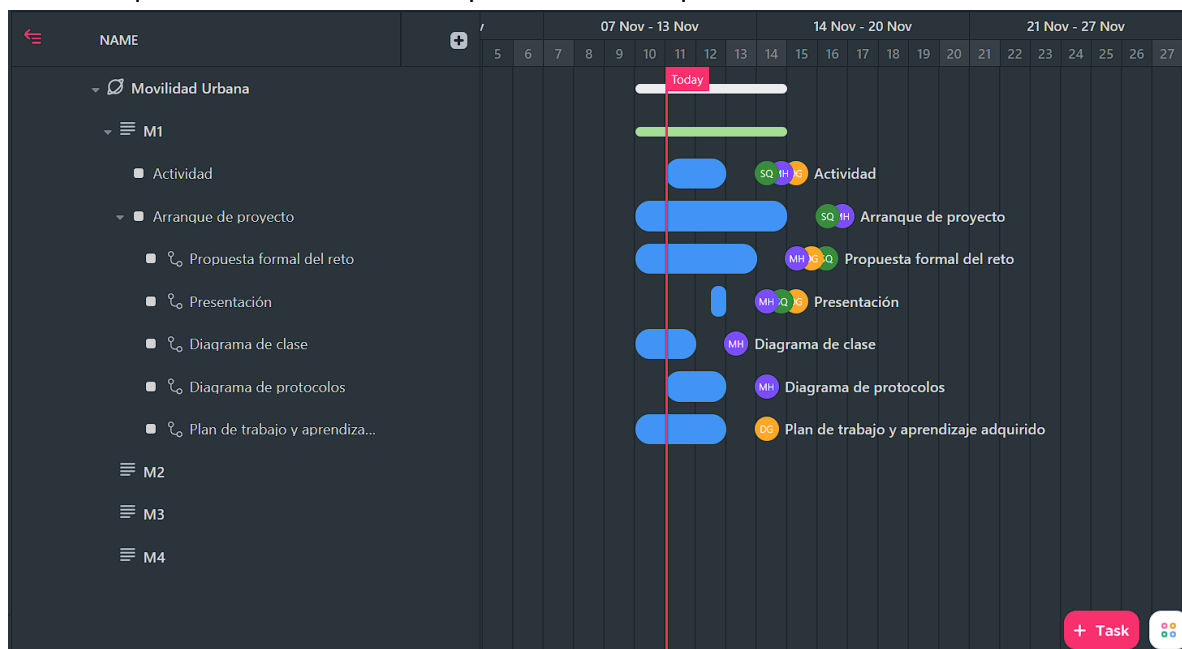 07 Nov - 13 Nov 14 Nov - 20 Nov 21 Nov - 27 Nov
NAME
5 6 7 8 9 10 11 12 13 14 15 16 17 18 19 20 21 22 23 24 25 26 27
Today
Movilidad Urbana
M1
Actividad SQ MH DG Actividad
Arranque de proyecto SQ MH Arranque de proyecto
Propuesta formal del reto MH DG SQ Propuesta formal del reto
Presentación MH SQ DG Presentación
Diagrama de clase MH Diagrama de clase
Diagrama de protocolos MH Diagrama de protocolos
Plan de trabajo y aprendiza... DG Plan de trabajo y aprendizaje adquirido
M2
M3
M4
+ Task